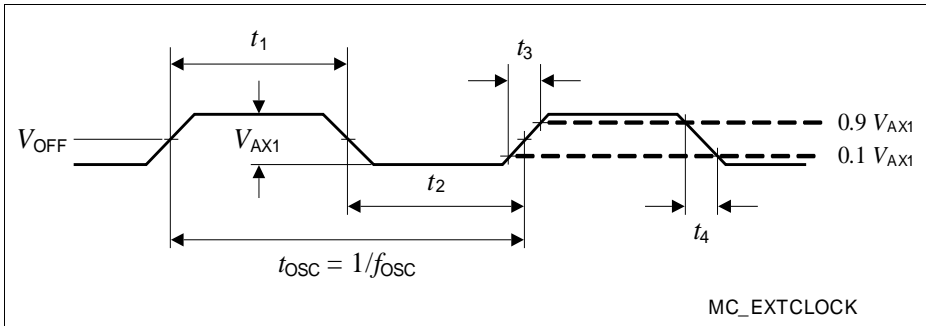 t1
t3
VOFF
VAX1
0.9 VAX1
0.1 VAX1
t2
t4
tOSC = 1/fOSC
MC_EXTCLOCK